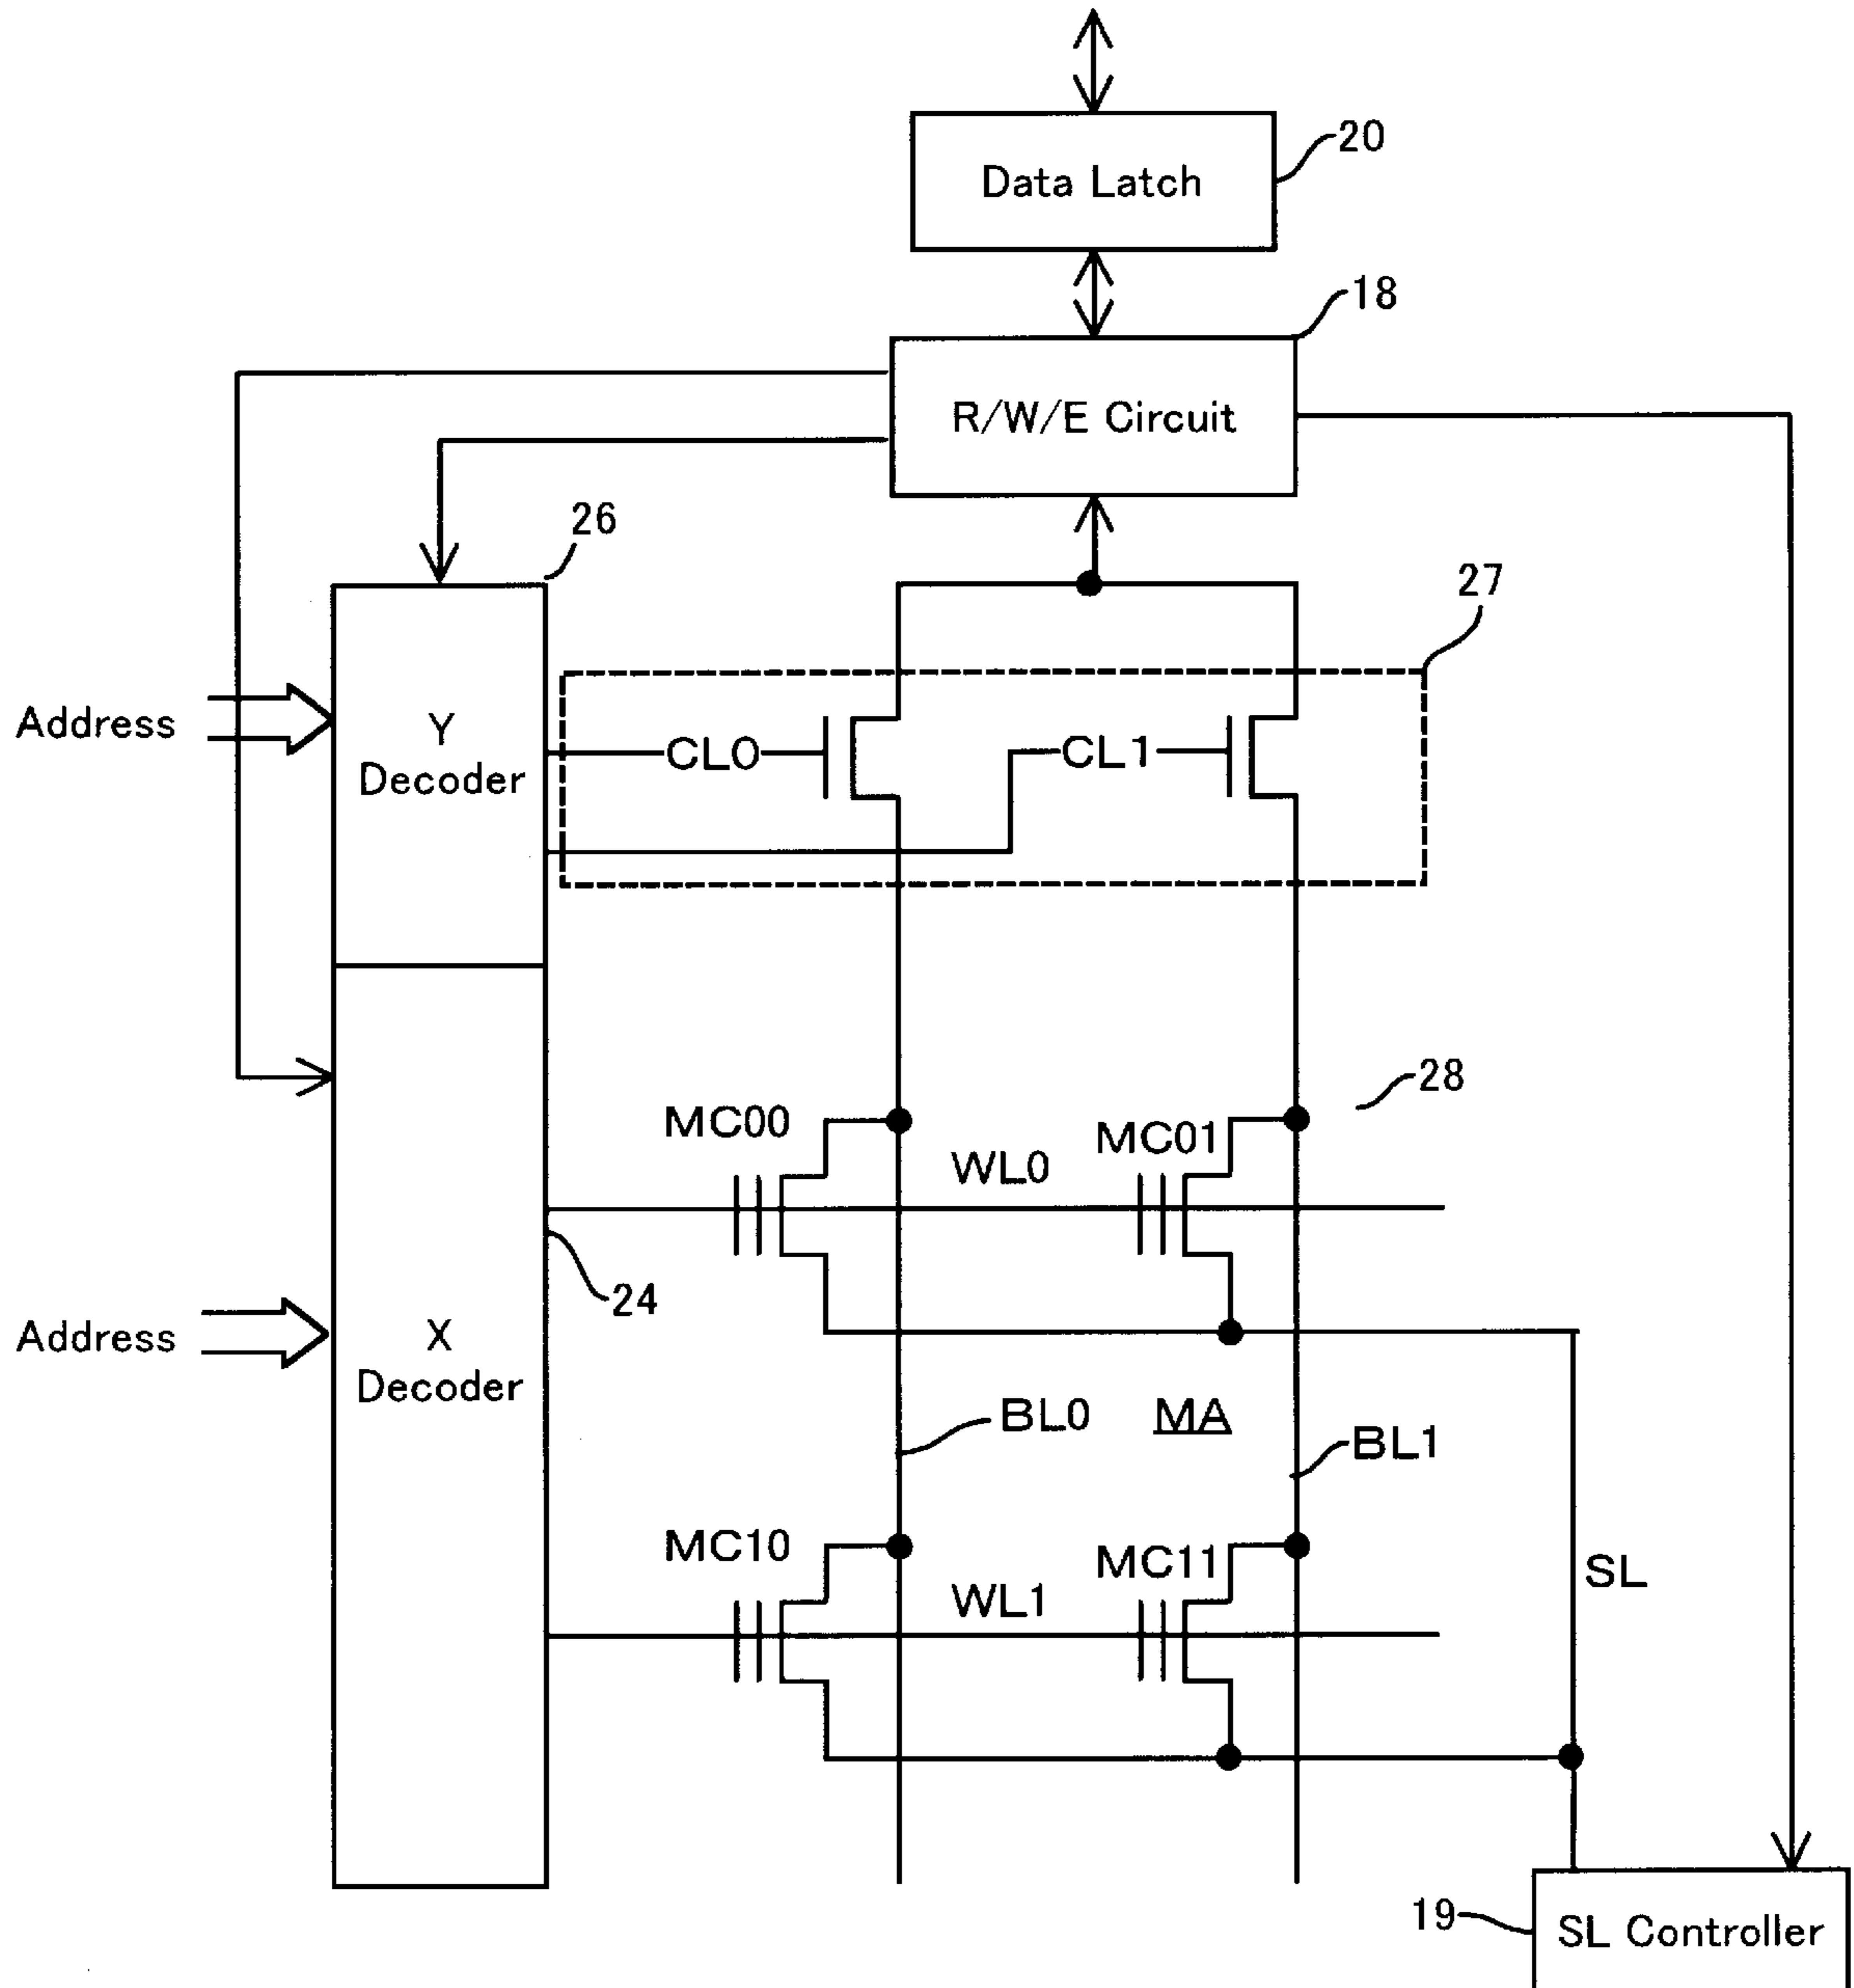 20
Data Latch
18
R/W/E Circuit
26
27
Address
Y
Decoder
CL0
CL1
28
MC00
MC01
WL0
24
Address
X
Decoder
BL0
MA
BL1
MC10
MC11
SL
WL1
19
SL Controller